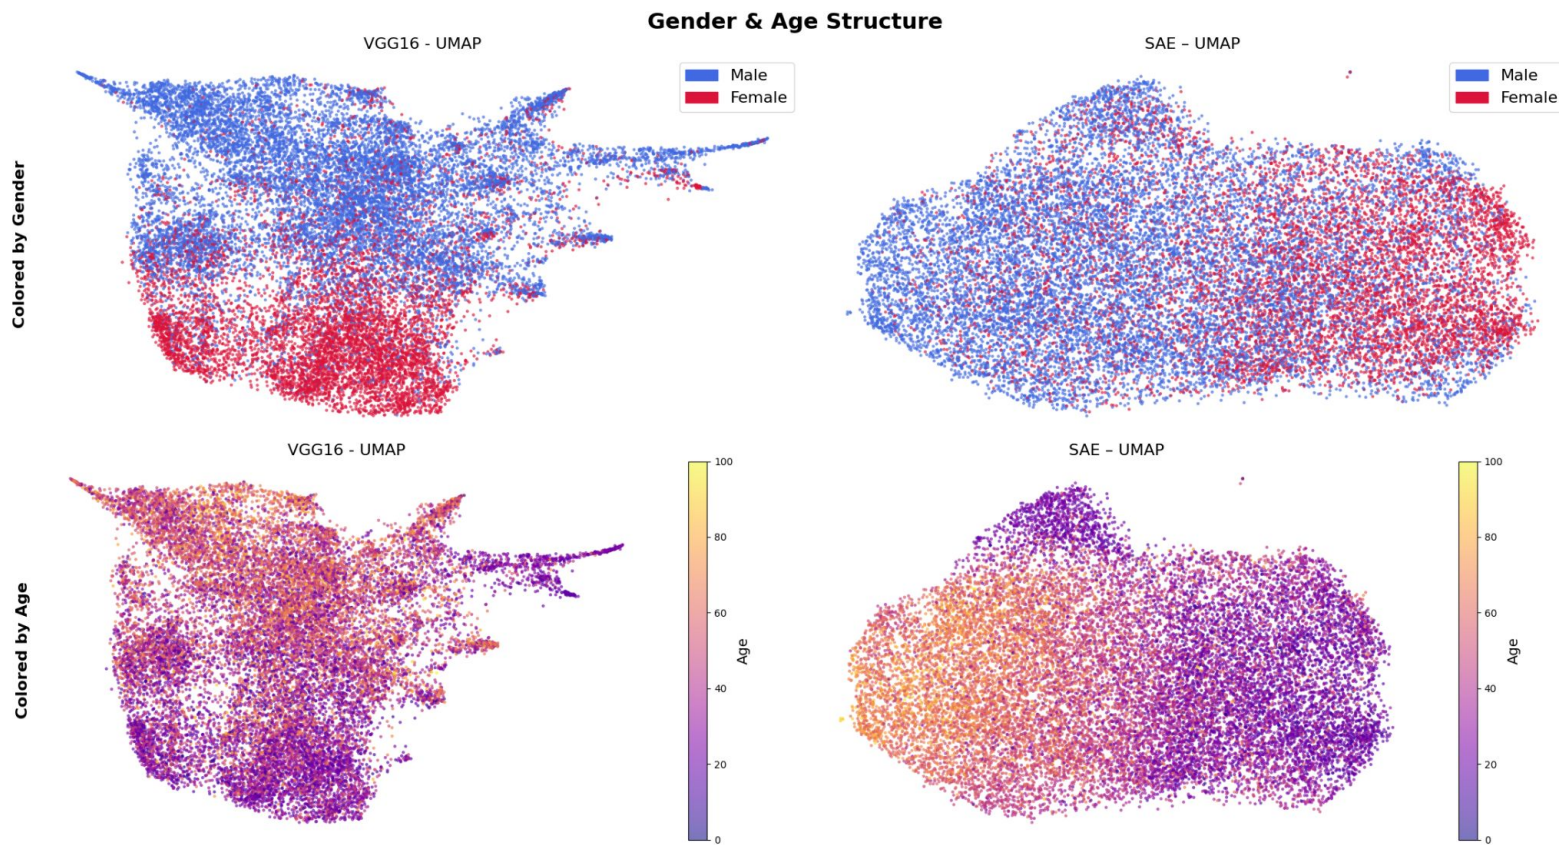 Gender & Age Structure
VGG16 - UMAP
SAE – UMAP
Male
Female
Male
Female
Colored by Gender
VGG16 - UMAP
SAE – UMAP
100
80
60
40
20
0
Age
100
80
60
40
20
0
Age
Colored by Age